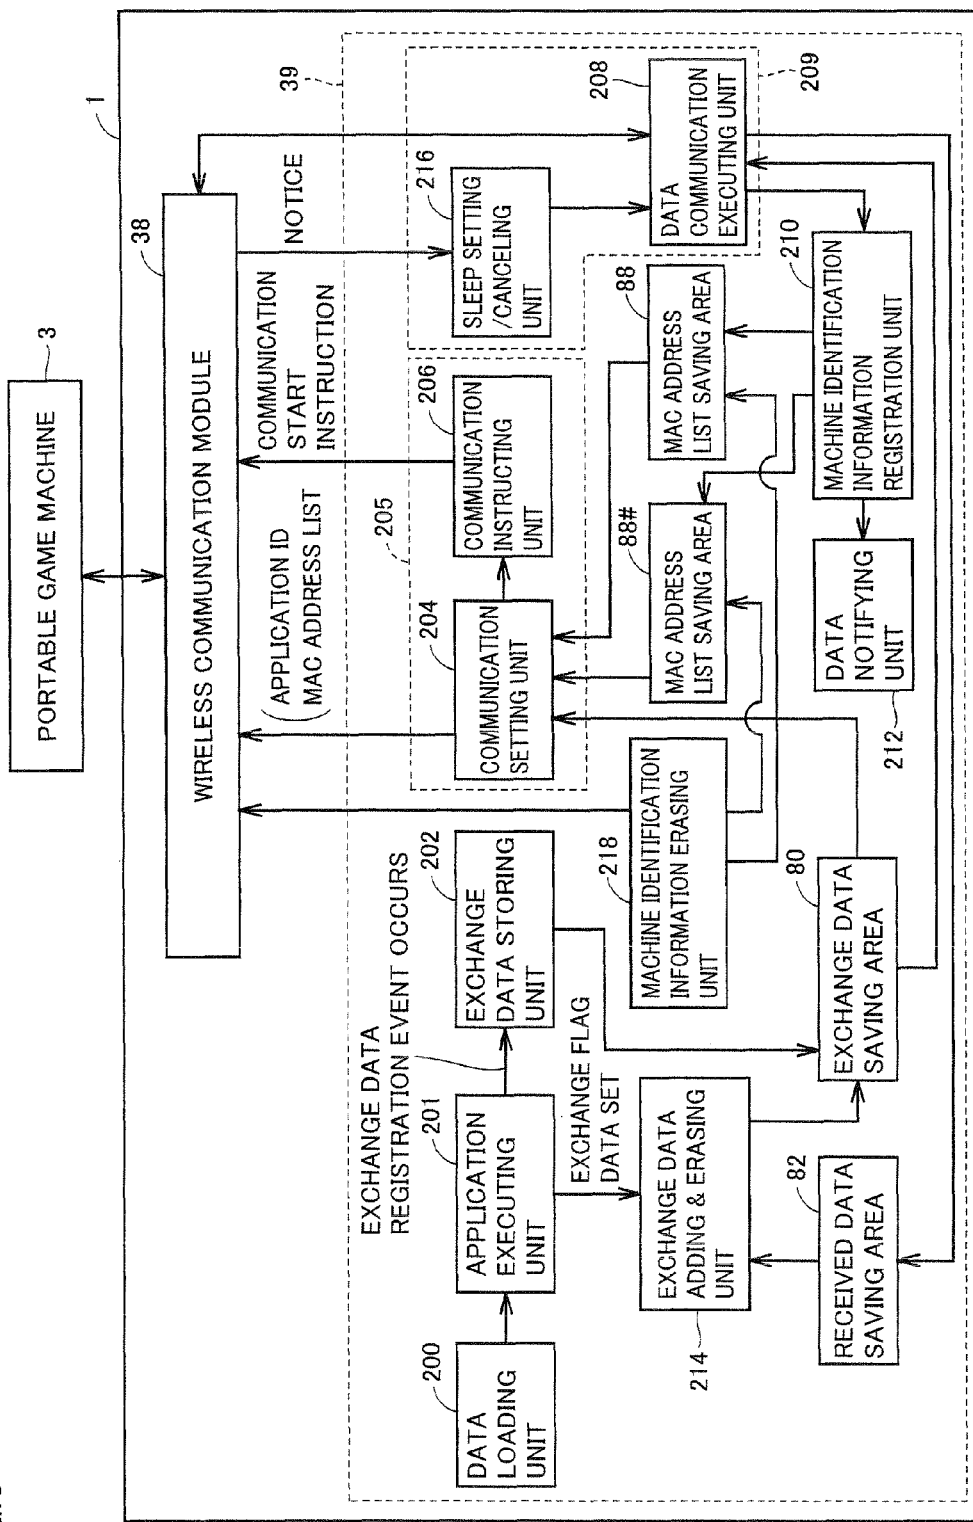 PORTABLE GAME MACHINE
3
1
WIRELESS COMMUNICATION MODULE
38
39
APPLICATION ID
MAC ADDRESS LIST
COMMUNICATION
START
INSTRUCTION
NOTICE
EXCHANGE DATA
REGISTRATION EVENT OCCURS
DATA
LOADING
UNIT
200
APPLICATION
EXECUTING
UNIT
201
EXCHANGE
DATA STORING
UNIT
202
COMMUNICATION
SETTING UNIT
204
205
COMMUNICATION
INSTRUCTING
UNIT
206
SLEEP SETTING
/CANCELING
UNIT
216
EXCHANGE FLAG
DATA SET
EXCHANGE DATA
ADDING & ERASING
UNIT
214
MACHINE IDENTIFICATION
INFORMATION ERASING
UNIT
218
MAC ADDRESS
LIST SAVING AREA
88#
MAC ADDRESS
LIST SAVING AREA
88
DATA
COMMUNICATION
EXECUTING UNIT
208
209
RECEIVED DATA
SAVING AREA
82
EXCHANGE DATA
SAVING AREA
80
DATA
NOTIFYING
UNIT
212
MACHINE IDENTIFICATION
INFORMATION
REGISTRATION UNIT
210